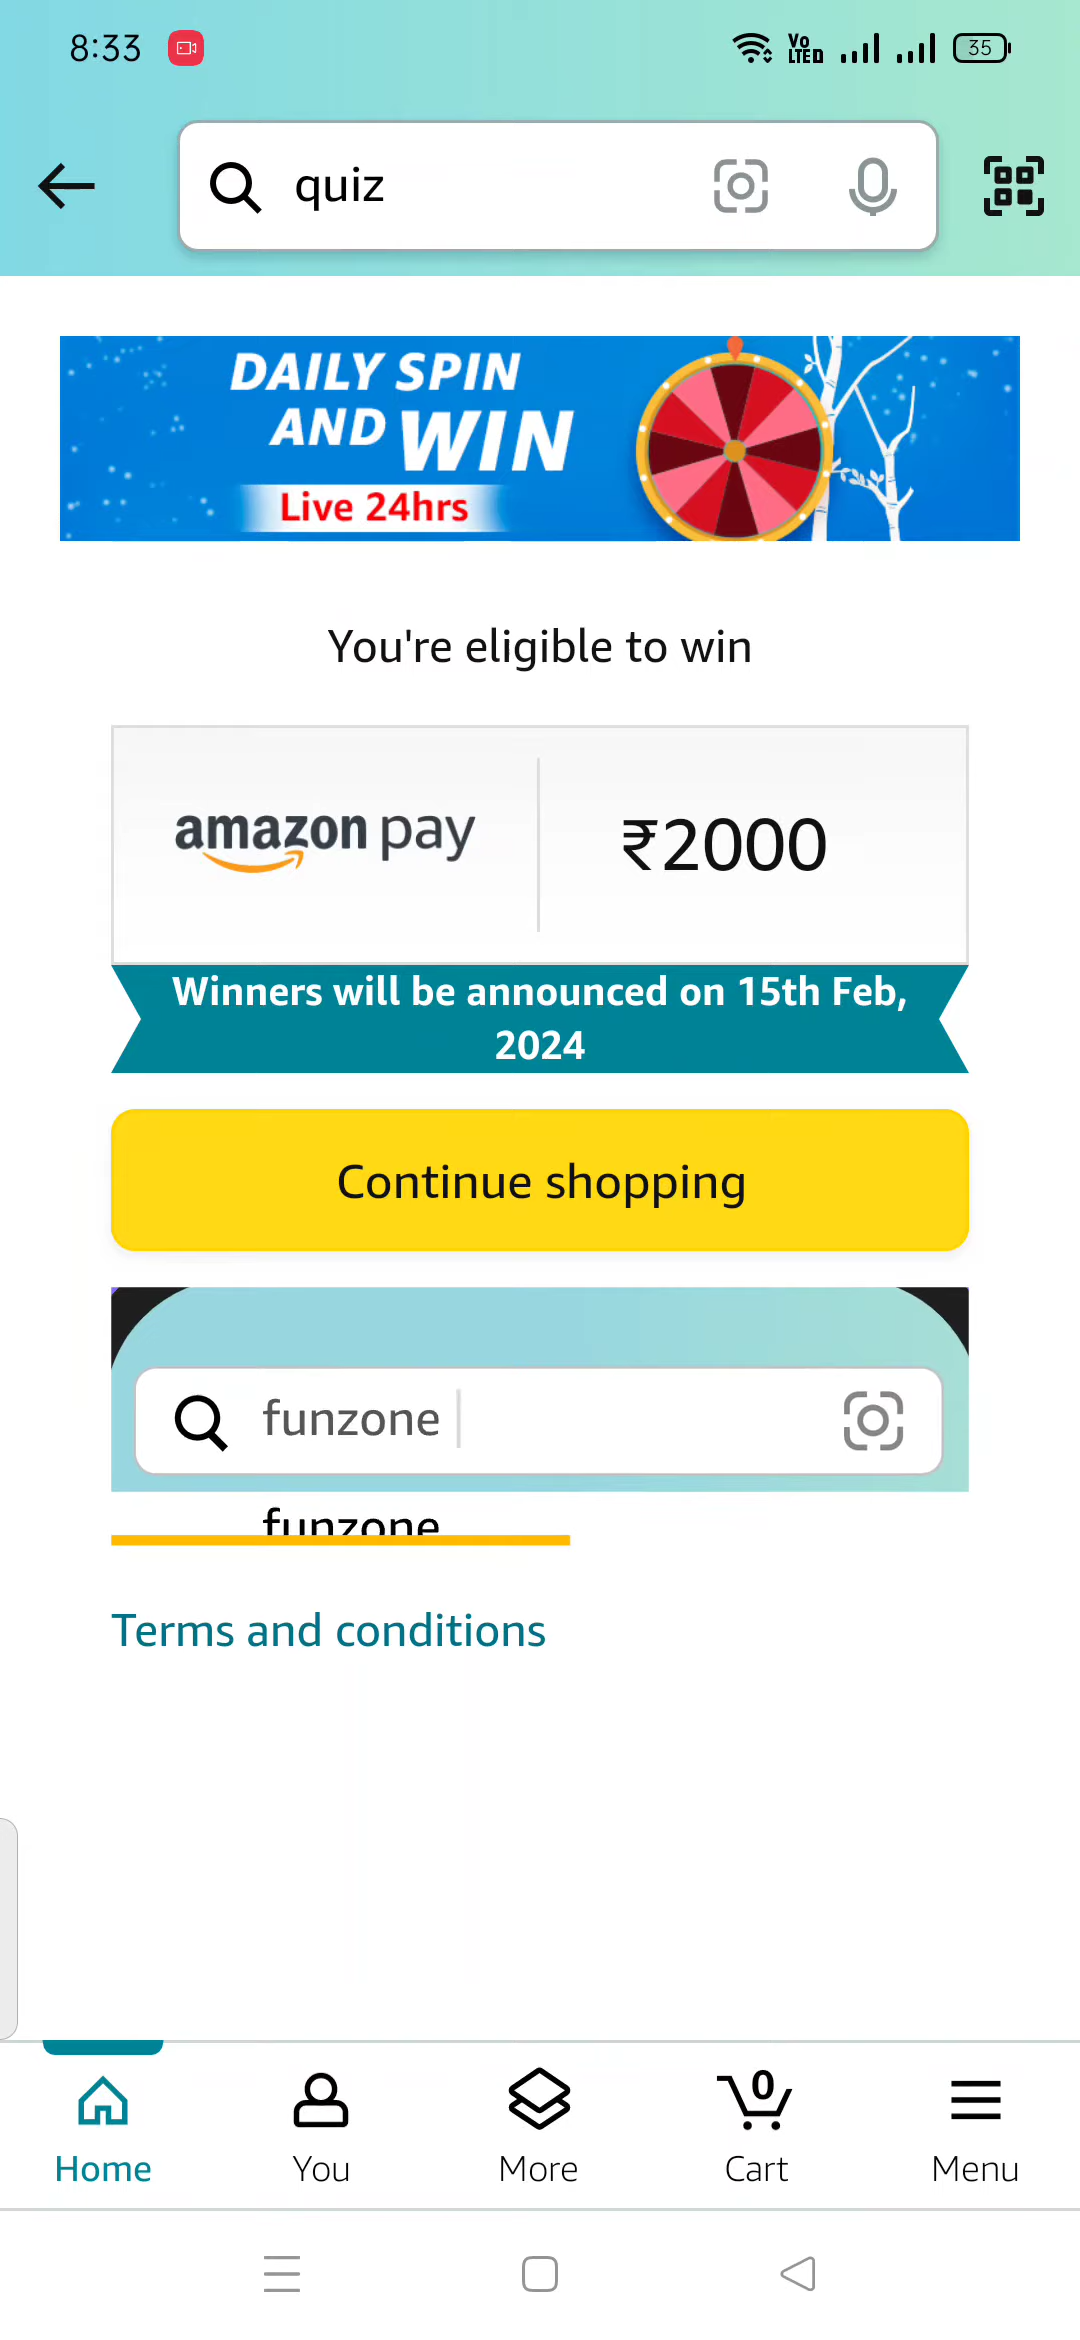 8:33
VoLTED
35
quiz
DAILY SPIN
AND WIN
Live 24hrs
You're eligible to win
amazon pay
₹2000
Winners will be announced on 15th Feb,
2024
Continue shopping
funzone
funzone
Terms and conditions
0
Home You More Cart Menu